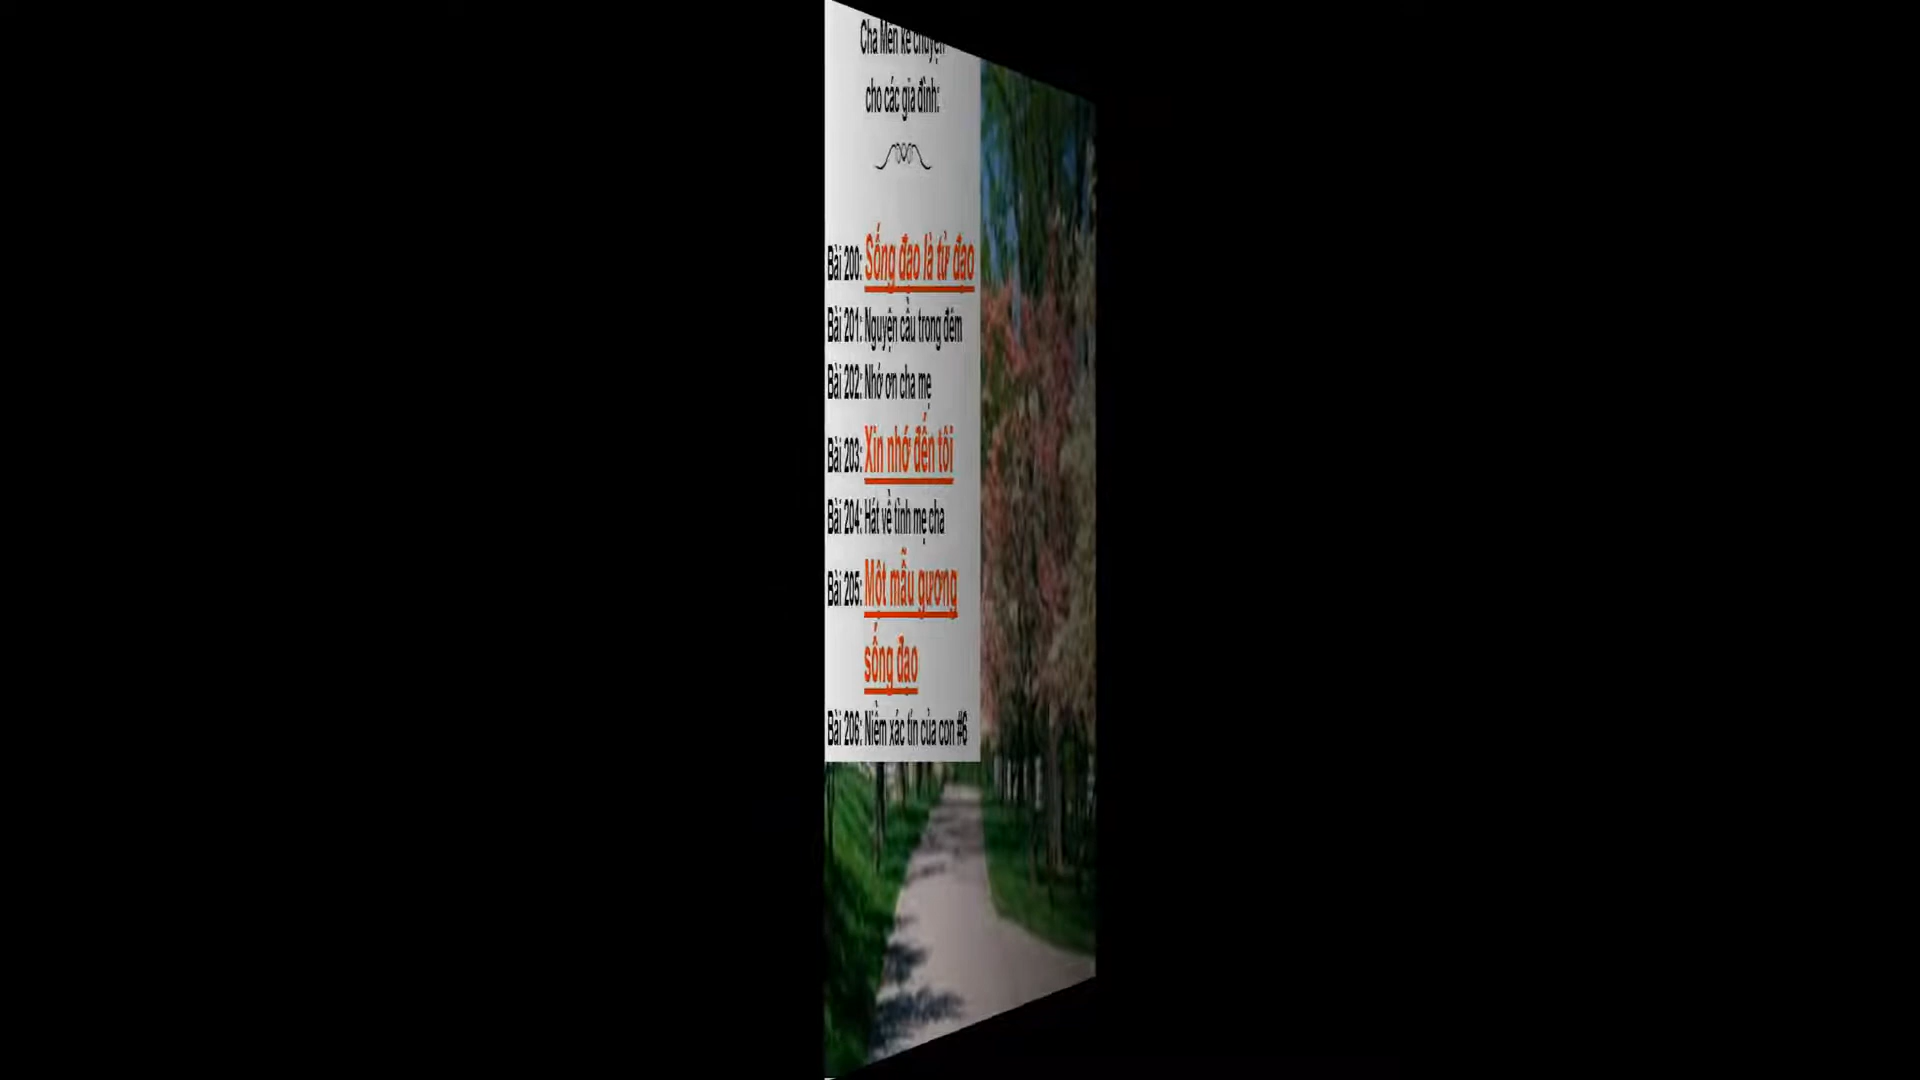 Cha Mễn kể chuyện
cho các gia đình:
Bài 200: Sống đạo là tử đạo
Bài 201: Nguyện cầu trong đêm
Bài 202: Nhớ ơn cha mẹ
Bài 203: Xin nhớ đến tôi
Bài 204: Hát về tình mẹ cha
Bài 205: Một mẫu gương
sống đạo
Bài 206: Niềm xác tín của con #6